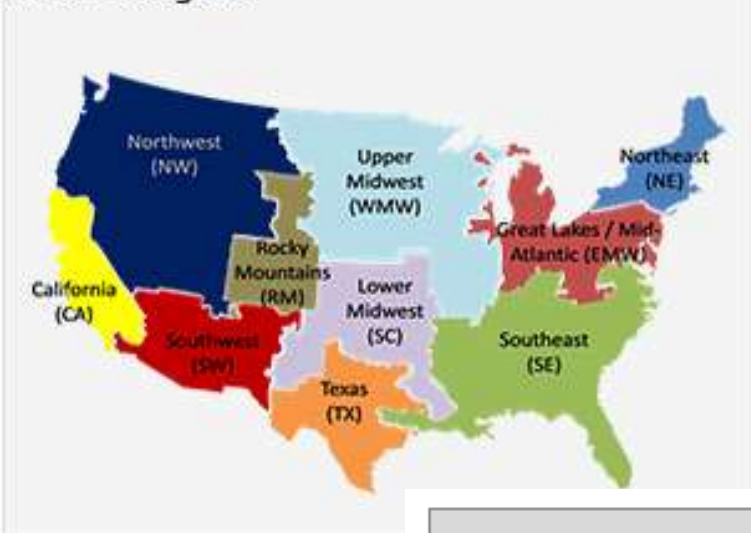 Northwest
(NW)
Upper
Midwest
(WMW)
Northeast
(NE)
Great Lakes / Mid-
Atlantic (EMW)
Rocky
Mountains
(RM)
California
(CA)
Lower
Midwest
(SC)
Southwest
(SW)
Southeast
(SE)
Texas
(TX)